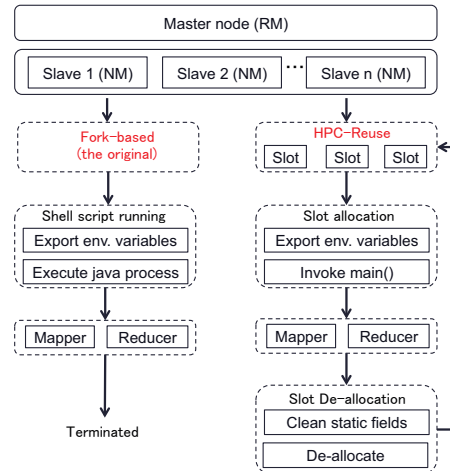 Master node (RM)
Slave 1 (NM) Slave 2 (NM) ... Slave n (NM)
Fork-based
(the original)
HPC-Reuse
Slot Slot Slot
Shell script running
Export env. variables
Execute java process
Slot allocation
Export env. variables
Invoke main()
Mapper Reducer
Mapper Reducer
Terminated
Slot De-allocation
Clean static fields
De-allocate